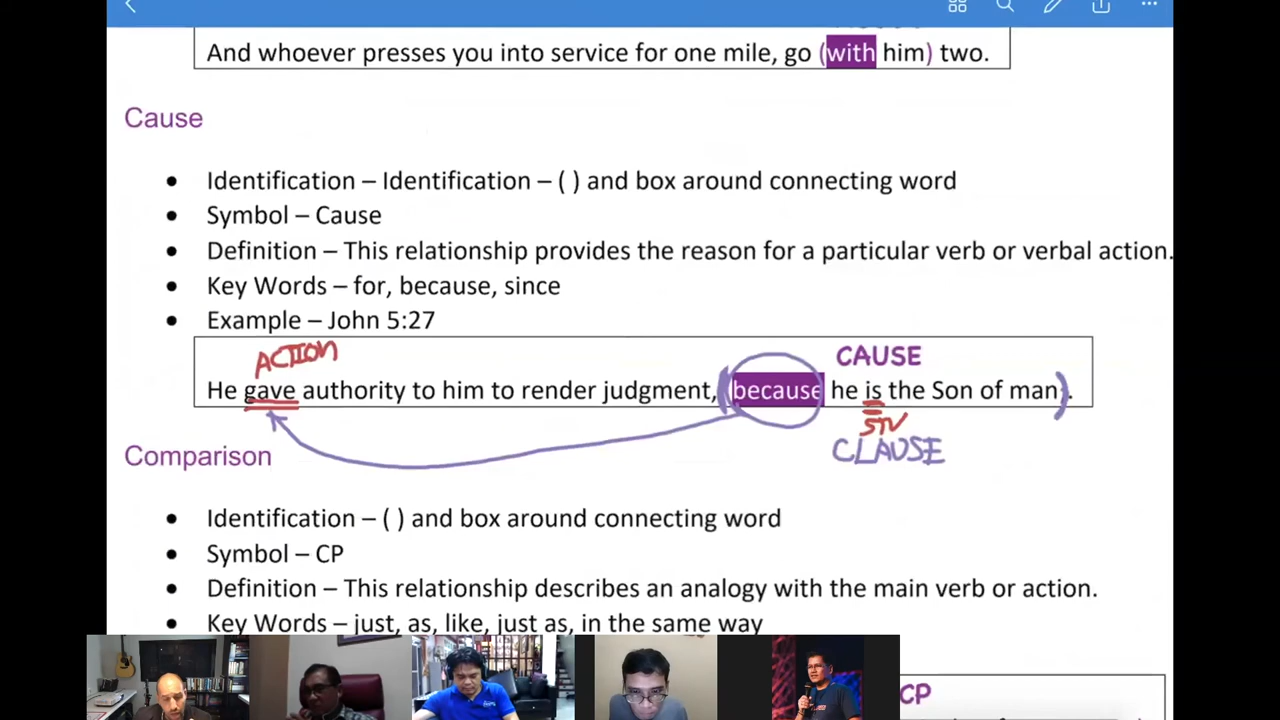 And whoever presses you into service for one mile, go (with him) two.
Cause
• Identification – Identification – ( ) and box around connecting word
• Symbol – Cause
• Definition – This relationship provides the reason for a particular verb or verbal action.
• Key Words – for, because, since
• Example – John 5:27
ACTION
CAUSE
He gave authority to him to render judgment, (because he is the Son of man).
STV
CLAUSE
Comparison
• Identification – ( ) and box around connecting word
• Symbol – CP
• Definition – This relationship describes an analogy with the main verb or action.
• Key Words – just, as, like, just as, in the same way
CP